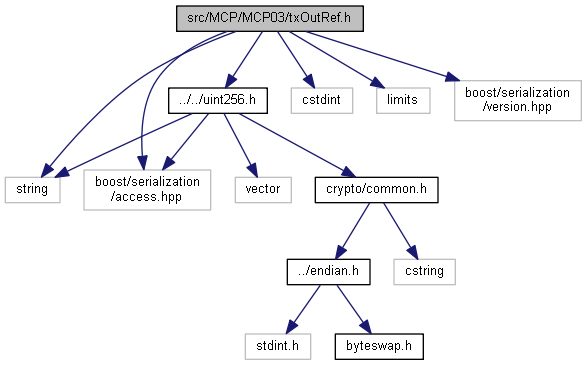 src/MCP/MCP03/txOutRef.h
../../uint256.h
cstdint
limits
boost/serialization
/version.hpp
string
boost/serialization
/access.hpp
vector
crypto/common.h
../endian.h
cstring
stdint.h
byteswap.h